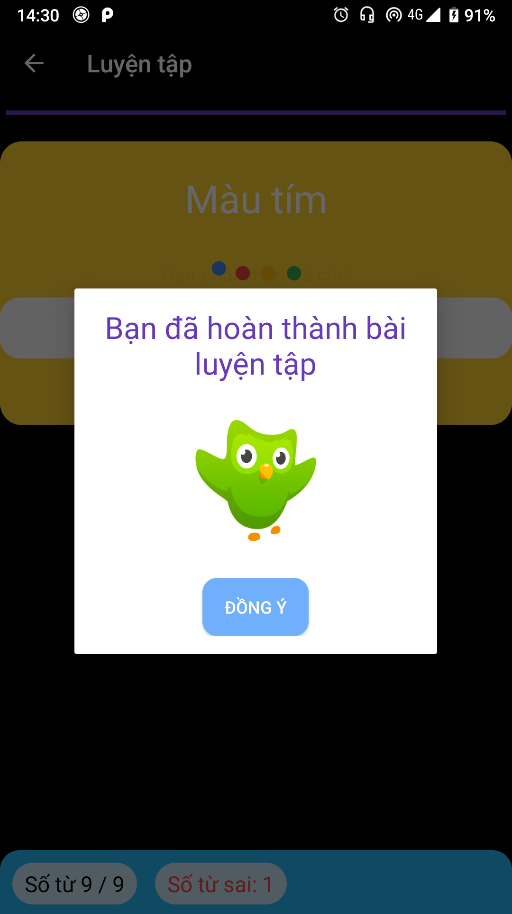 14:30
4G
91%
Luyện tập
Màu tím
Bạn đã hoàn thành bài
luyện tập
ĐỒNG Ý
Số từ 9 / 9
Số từ sai: 1